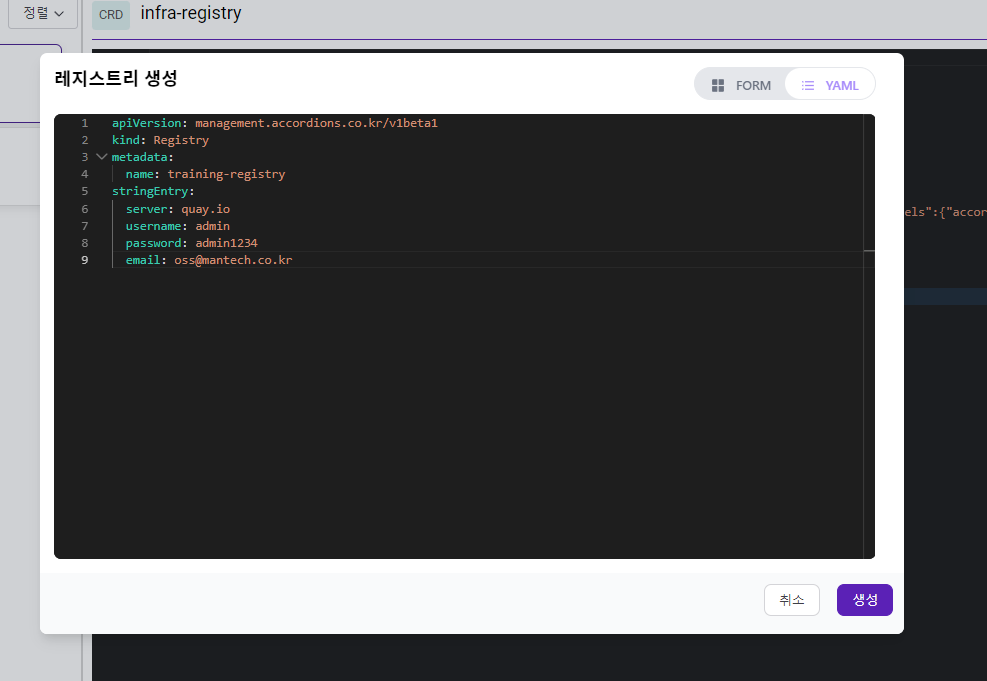 정렬
CRD infra-registry
레지스트리 생성
FORM YAML
1 apiVersion: management.accordions.co.kr/v1beta1
2 kind: Registry
3 metadata:
4 name: training-registry
5 stringEntry:
6 server: quay.io
7 username: admin
8 password: admin1234
9 email: oss@mantech.co.kr
els":{"accor
취소 생성